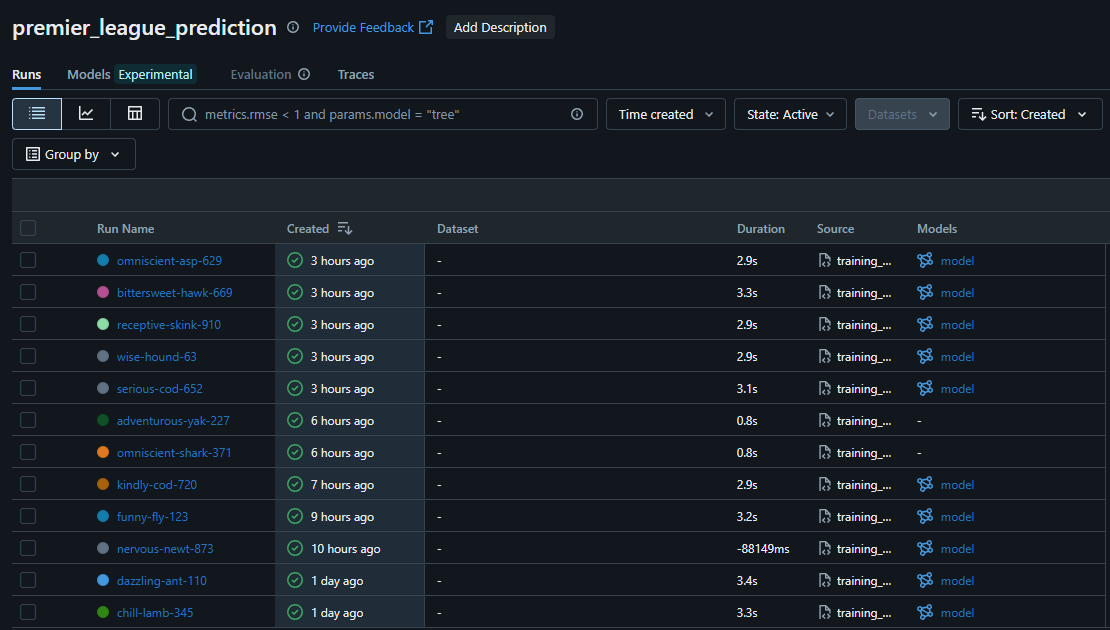 premier_league_prediction Provide Feedback Add Description
Runs Models Experimental Evaluation Traces
metrics.rmse < 1 and params.model = "tree" Time created State: Active Datasets Sort: Created
Group by
Run Name Created Dataset Duration Source Models
omniscient-asp-629 3 hours ago - 2.9s training_... model
bittersweet-hawk-669 3 hours ago - 3.3s training_... model
receptive-skink-910 3 hours ago - 2.9s training_... model
wise-hound-63 3 hours ago - 2.9s training_... model
serious-cod-652 3 hours ago - 3.1s training_... model
adventurous-yak-227 6 hours ago - 0.8s training_... -
omniscient-shark-371 6 hours ago - 0.8s training_... -
kindly-cod-720 7 hours ago - 2.9s training_... model
funny-fly-123 9 hours ago - 3.2s training_... model
nervous-newt-873 10 hours ago - -88149ms training_... model
dazzling-ant-110 1 day ago - 3.4s training_... model
chill-lamb-345 1 day ago - 3.3s training_... model